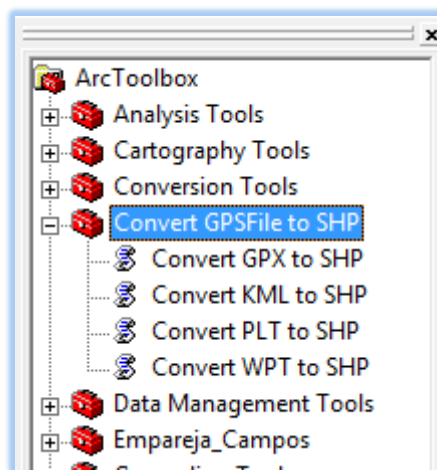 ArcToolbox
Analysis Tools
Cartography Tools
Conversion Tools
Convert GPSFile to SHP
Convert GPX to SHP
Convert KML to SHP
Convert PLT to SHP
Convert WPT to SHP
Data Management Tools
Empareja_Campos